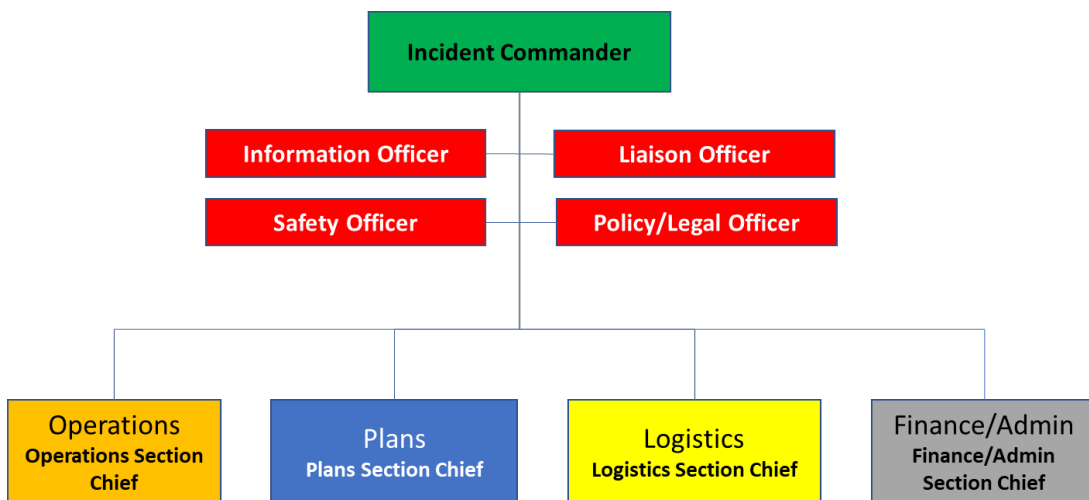 Incident Commander
Information Officer
Liaison Officer
Safety Officer
Policy/Legal Officer
Operations
Operations Section
Chief
Plans
Plans Section Chief
Logistics
Logistics Section Chief
Finance/Admin
Finance/Admin
Section Chief